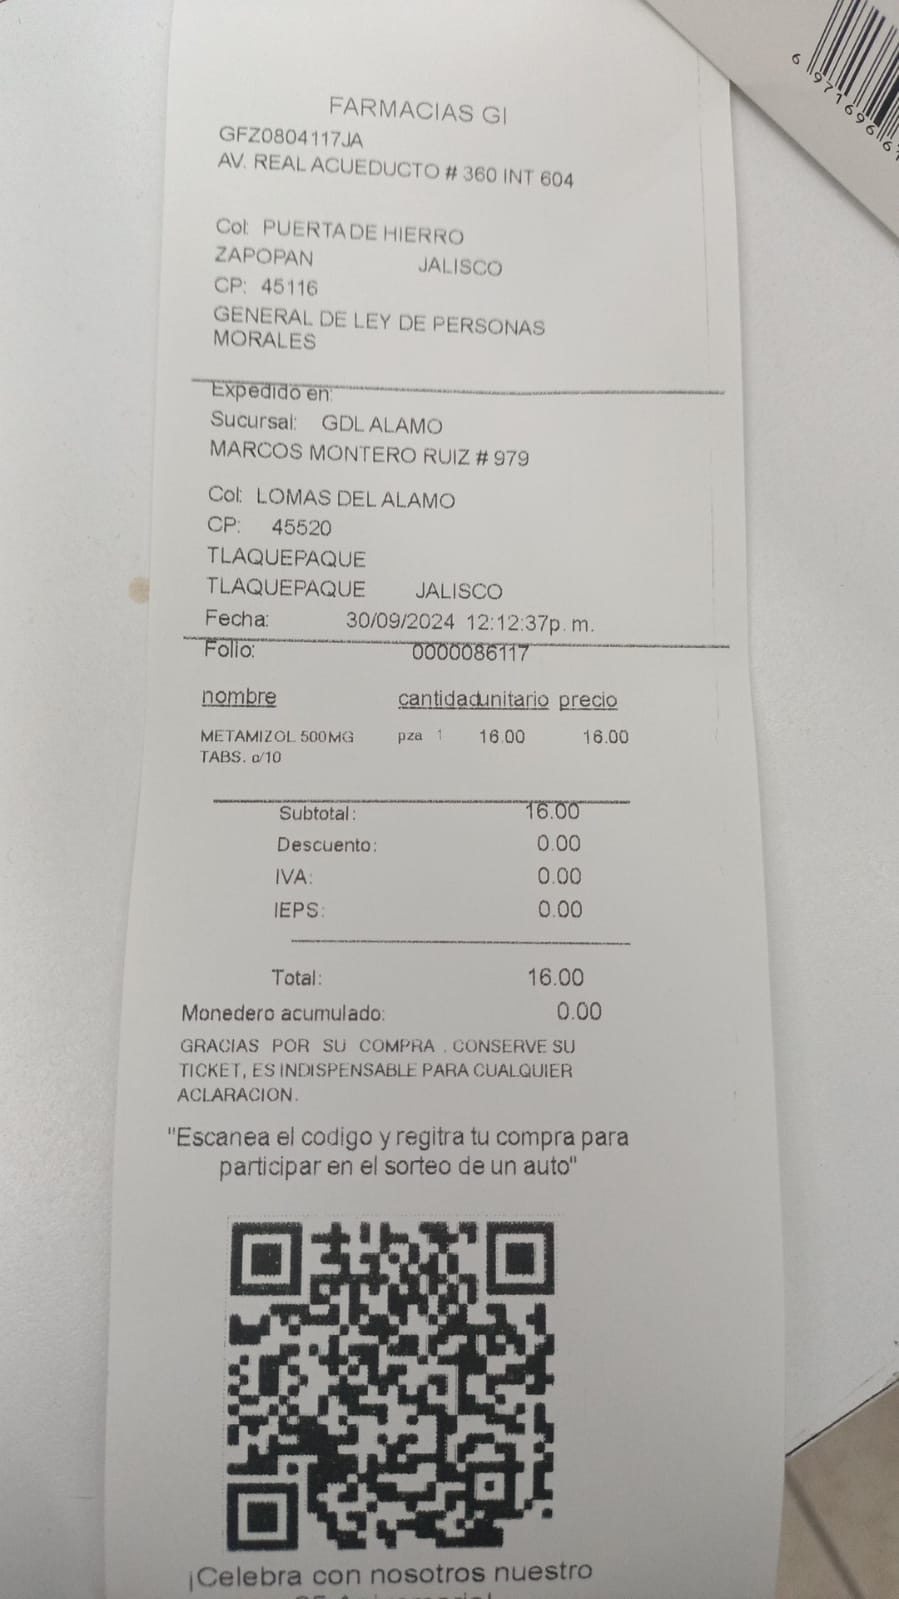 FARMACIAS GI
GFZ0804117JA
AV. REAL ACUEDUCTO # 360 INT 604
Col: PUERTA DE HIERRO
ZAPOPAN JALISCO
CP: 45116
GENERAL DE LEY DE PERSONAS
MORALES
Expedido en:
Sucursal: GDL ALAMO
MARCOS MONTERO RUIZ # 979
Col: LOMAS DEL ALAMO
CP: 45520
TLAQUEPAQUE
TLAQUEPAQUE JALISCO
Fecha: 30/09/2024 12:12:37p. m.
Folio: 0000086117
nombre cantidad unitario precio
METAMIZOL 500MG pza 1 16.00 16.00
TABS. c/10
Subtotal: 16.00
Descuento: 0.00
IVA: 0.00
IEPS: 0.00
Total: 16.00
Monedero acumulado: 0.00
GRACIAS POR SU COMPRA . CONSERVE SU
TICKET, ES INDISPENSABLE PARA CUALQUIER
ACLARACION.
"Escanea el codigo y regitra tu compra para
participar en el sorteo de un auto"
¡Celebra con nosotros nuestro
6 971696